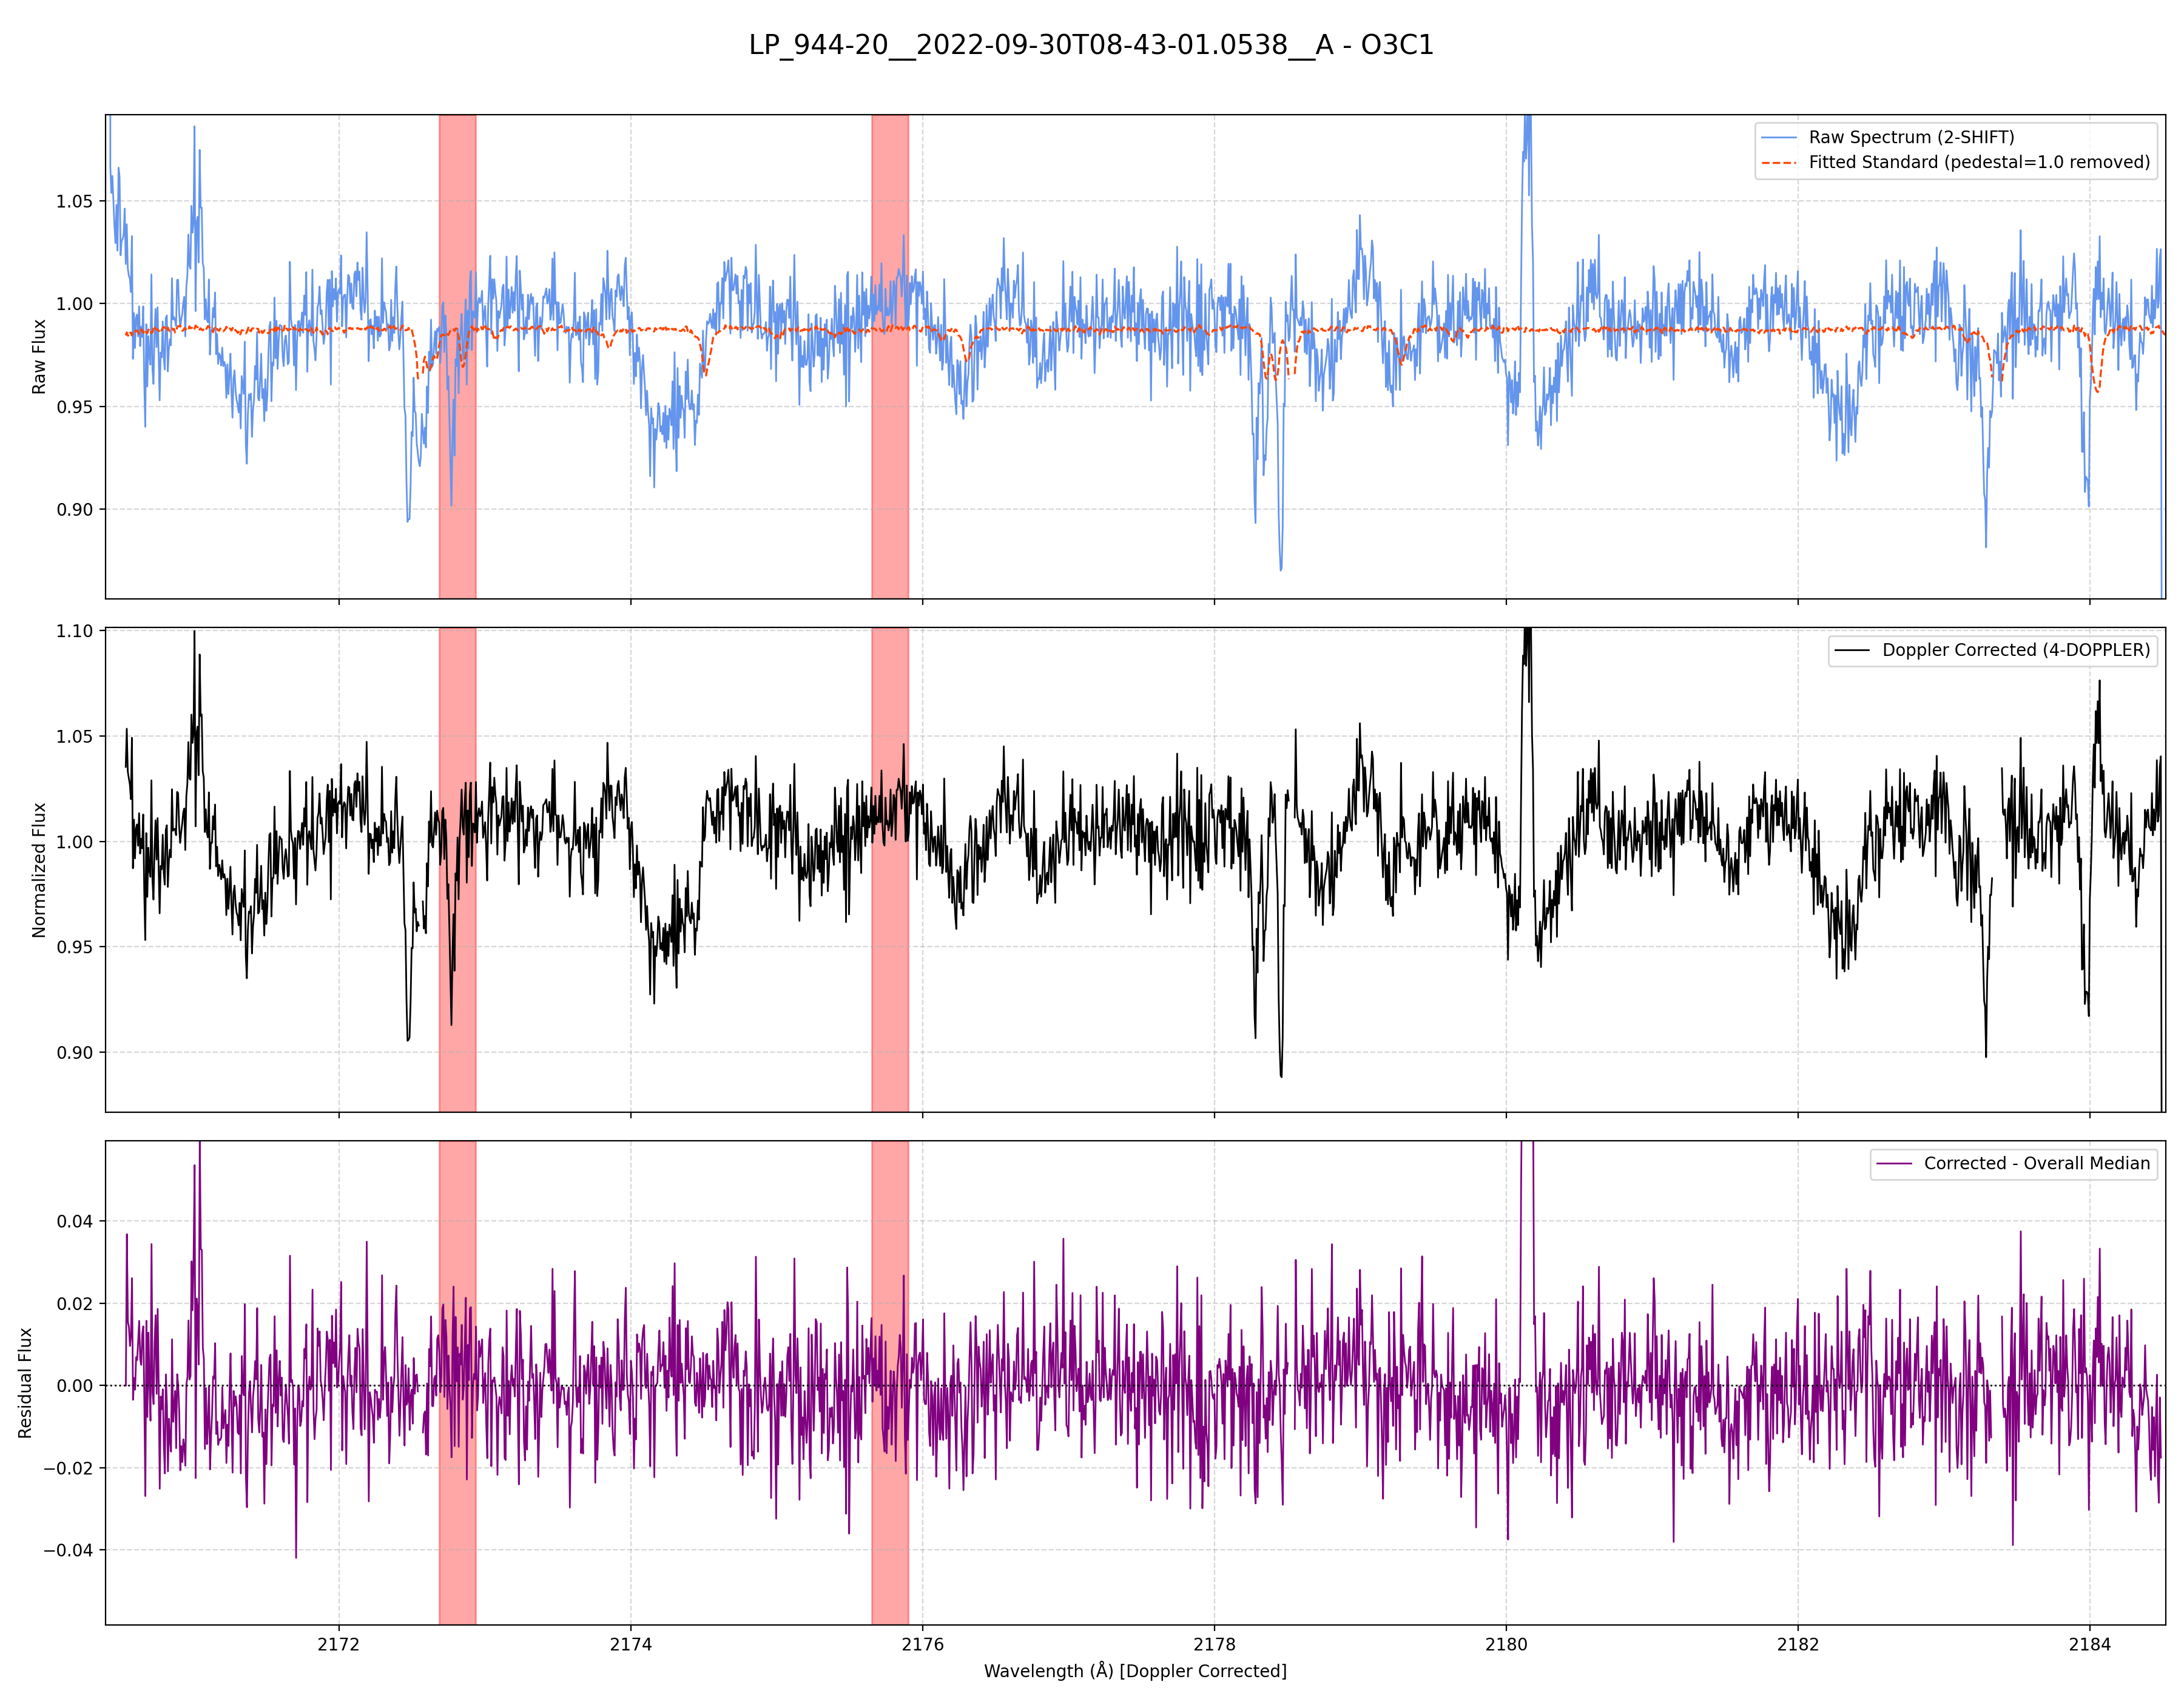 LP_944-20__2022-09-30T08-43-01.0538__A - O3C1
Raw Spectrum (2-SHIFT)
Fitted Standard (pedestal=1.0 removed)
Raw Flux
1.05
1.00
0.95
0.90
Doppler Corrected (4-DOPPLER)
Normalized Flux
1.10
1.05
1.00
0.95
0.90
Corrected - Overall Median
Residual Flux
0.04
0.02
0.00
−0.02
−0.04
2172 2174 2176 2178 2180 2182 2184
Wavelength (Å) [Doppler Corrected]